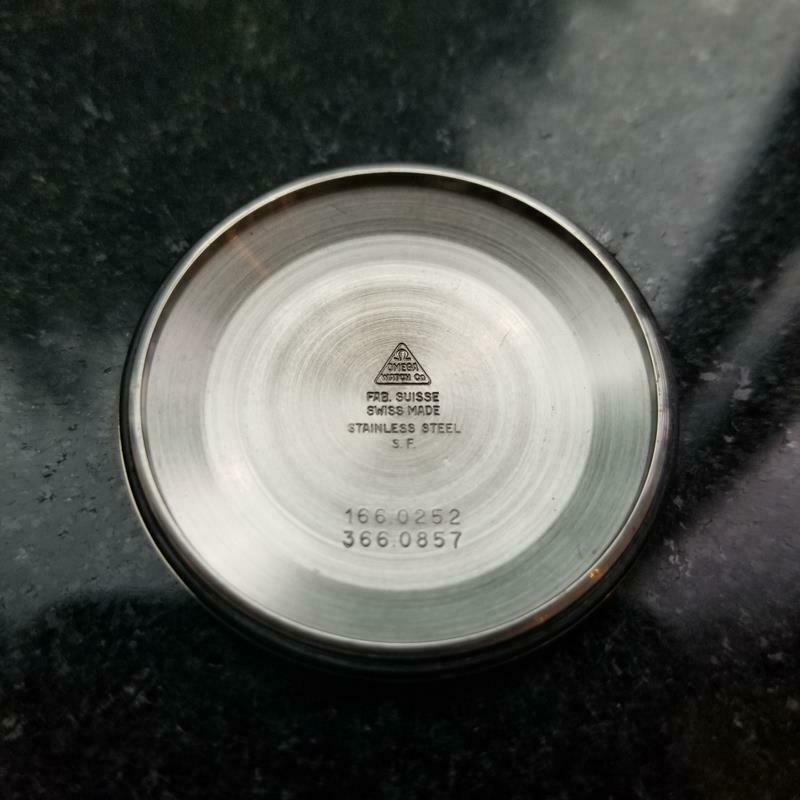 Ω
OMEGA
WATCH Co
FAB. SUISSE
SWISS MADE
STAINLESS STEEL
S.F.
166.0252
366.0857